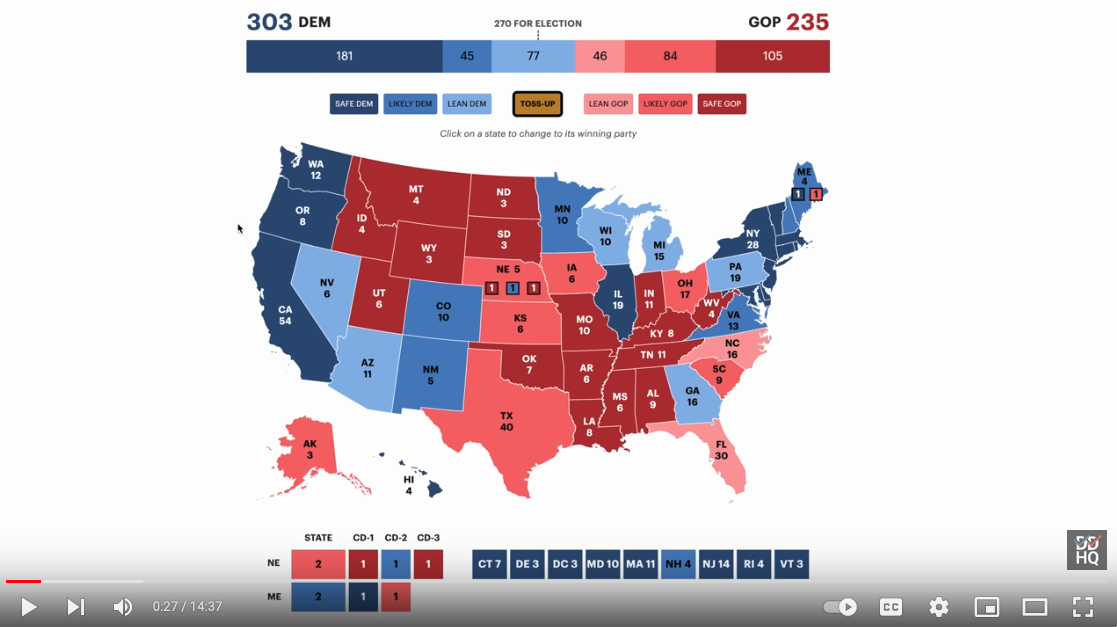 303 DEM
270 FOR ELECTION
GOP 235
181 45 77 46 84 105
SAFE DEM LIKELY DEM LEAN DEM TOSS-UP LEAN GOP LIKELY GOP SAFE GOP
Click on a state to change to its winning party
WA
12
OR
8
ID
4
MT
4
ND
3
MN
10
ME
4
1 1
SD
3
WY
3
WI
10
MI
15
NY
28
NE 5
1 1 1
IA
6
PA
19
NV
6
UT
6
CO
10
IL
19
IN
11
OH
17
WV
4
VA
13
CA
54
KS
6
MO
10
KY 8
NC
16
TN 11
AZ
11
NM
5
OK
7
AR
6
SC
9
MS
6
AL
9
GA
16
TX
40
LA
8
FL
30
AK
3
HI
4
STATE CD-1 CD-2 CD-3
NE 2 1 1 1
ME 2 1 1
CT 7 DE 3 DC 3 MD 10 MA 11 NH 4 NJ 14 RI 4 VT 3
DD
HQ
0:27 / 14:37
CC